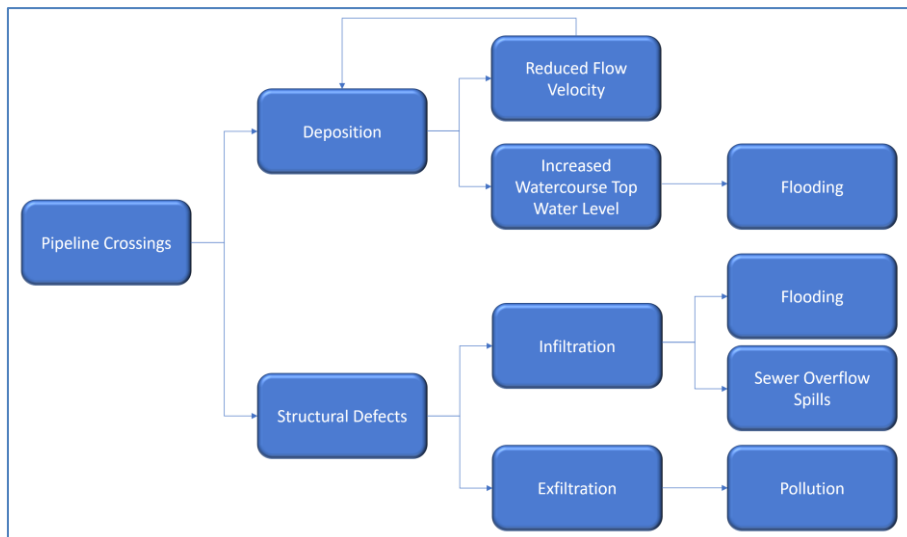 Reduced Flow
Velocity
Deposition
Increased
Watercourse Top
Water Level
Flooding
Pipeline Crossings
Flooding
Infiltration
Sewer Overflow
Spills
Structural Defects
Exfiltration
Pollution